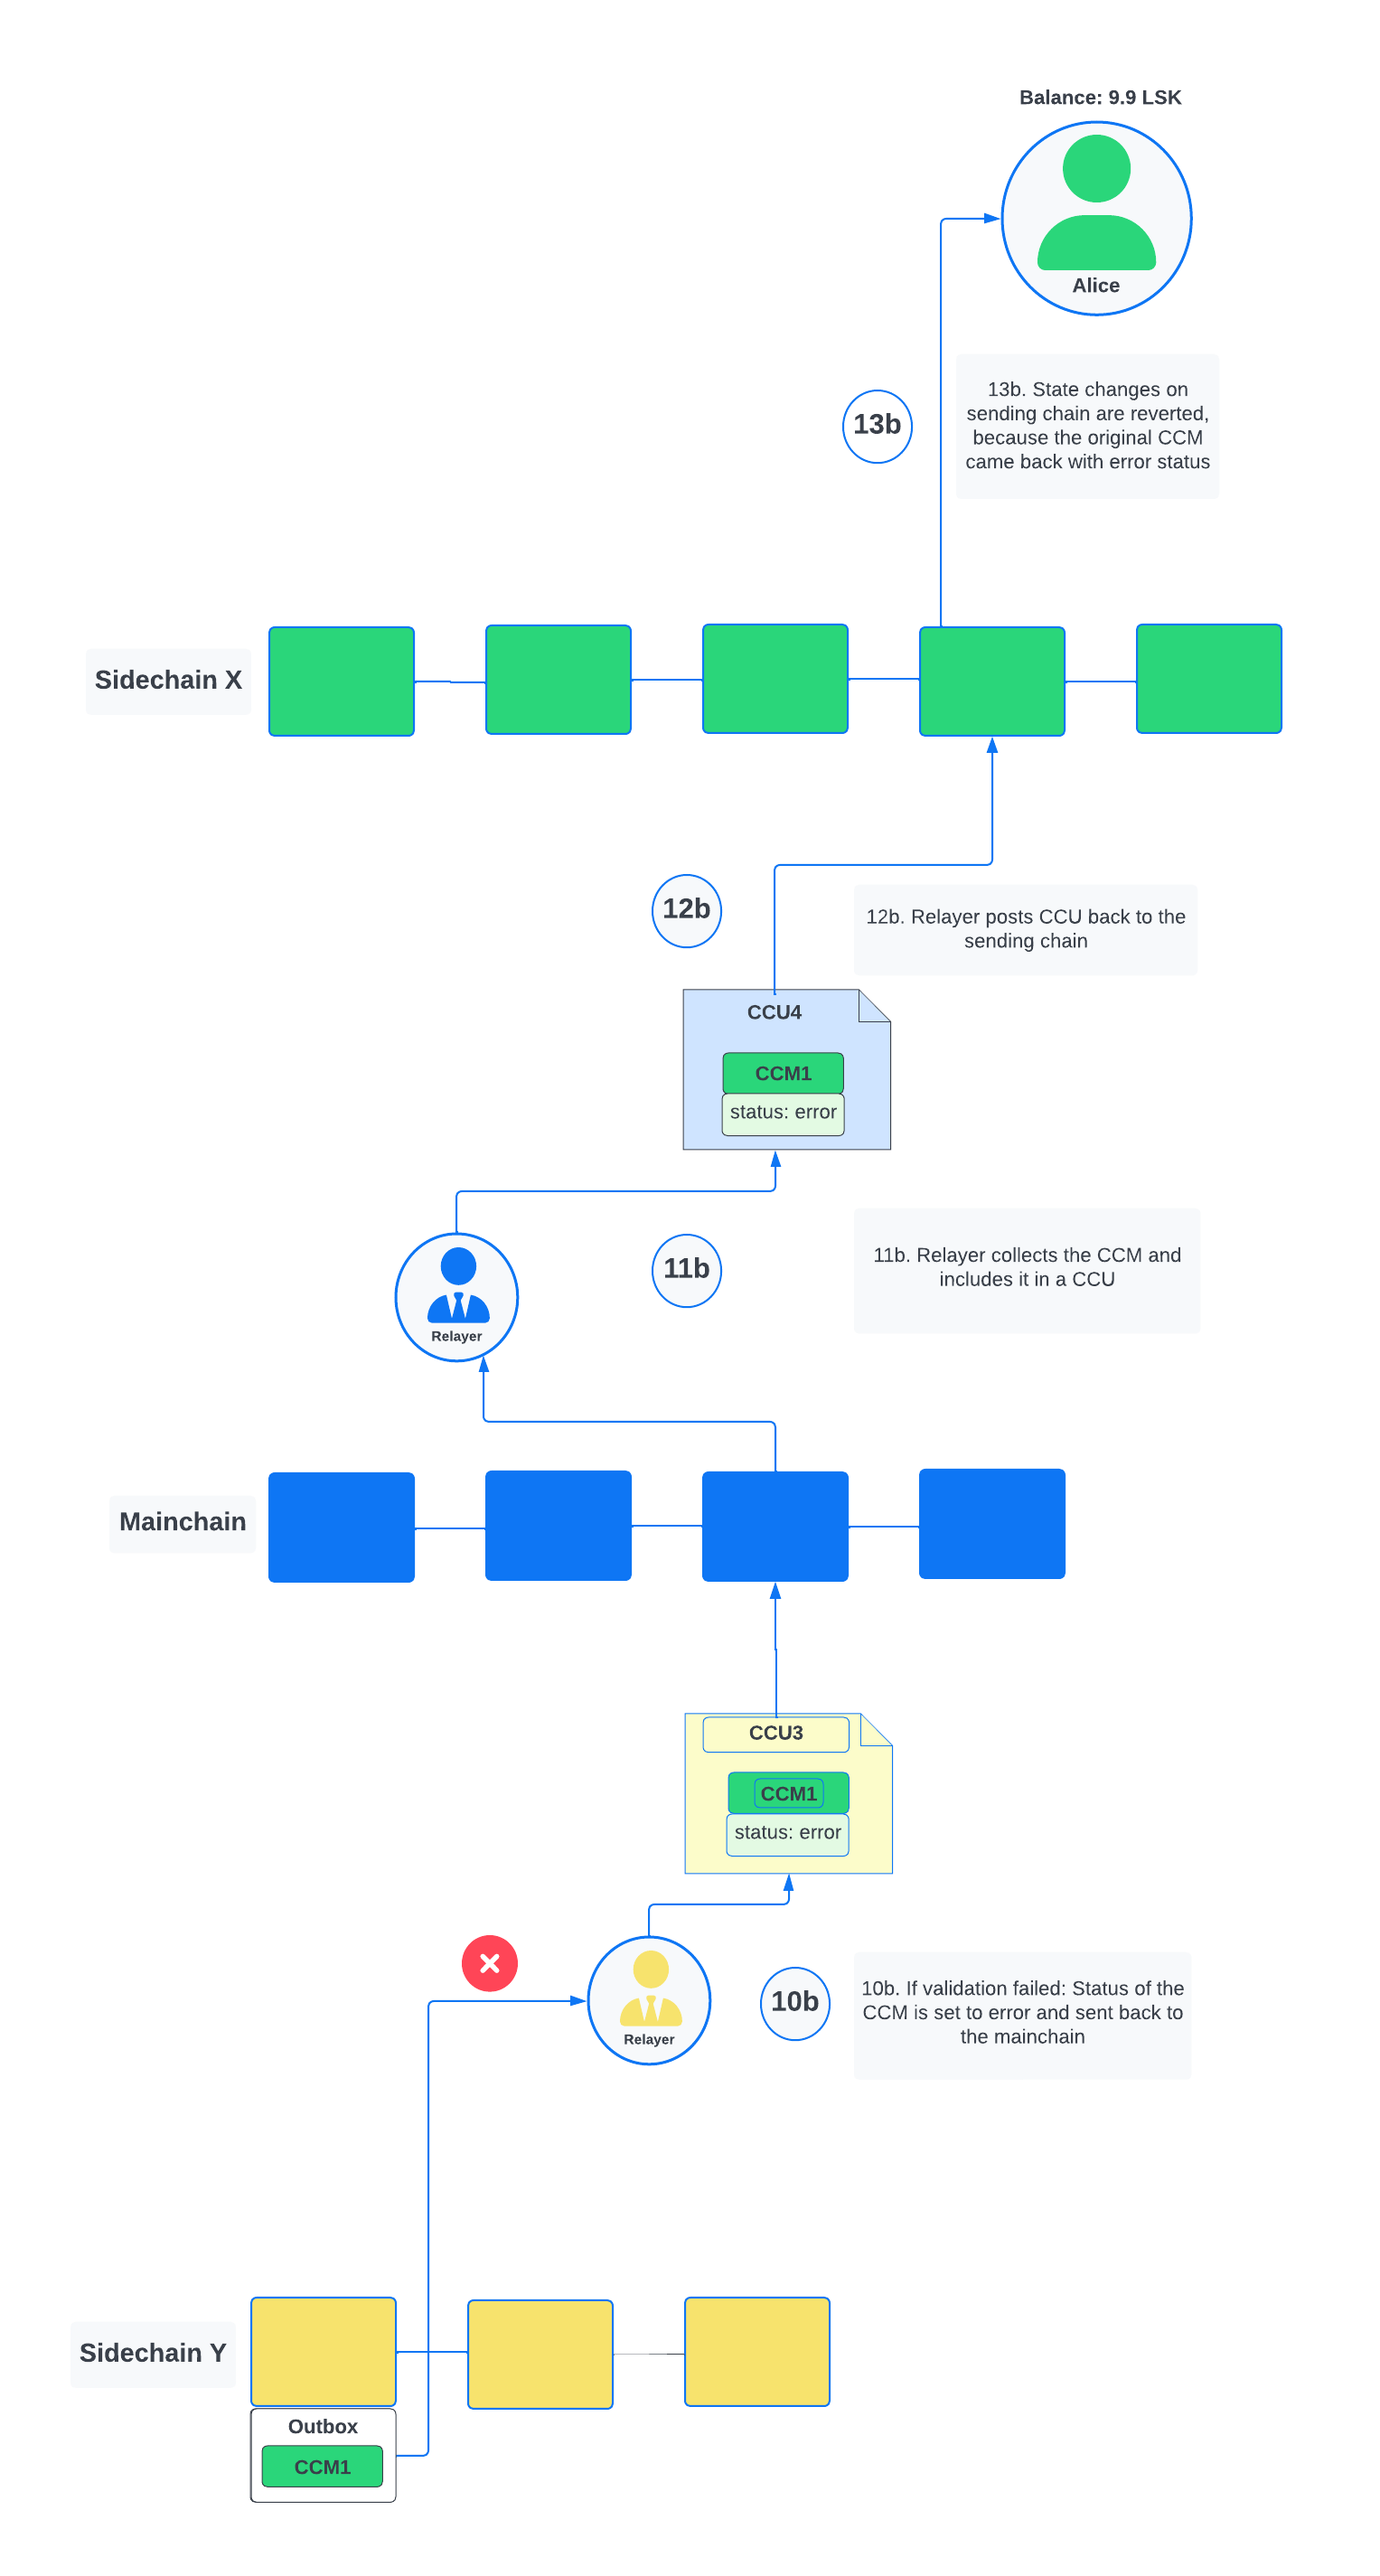 Balance: 9.9 LSK
Alice
13b
13b. State changes on
sending chain are reverted,
because the original CCM
came back with error status
Sidechain X
12b
12b. Relayer posts CCU back to the
sending chain
CCU4
CCM1
status: error
11b
11b. Relayer collects the CCM and
includes it in a CCU
Relayer
Mainchain
CCU3
CCM1
status: error
Relayer
10b
10b. If validation failed: Status of the
CCM is set to error and sent back to
the mainchain
Sidechain Y
Outbox
CCM1